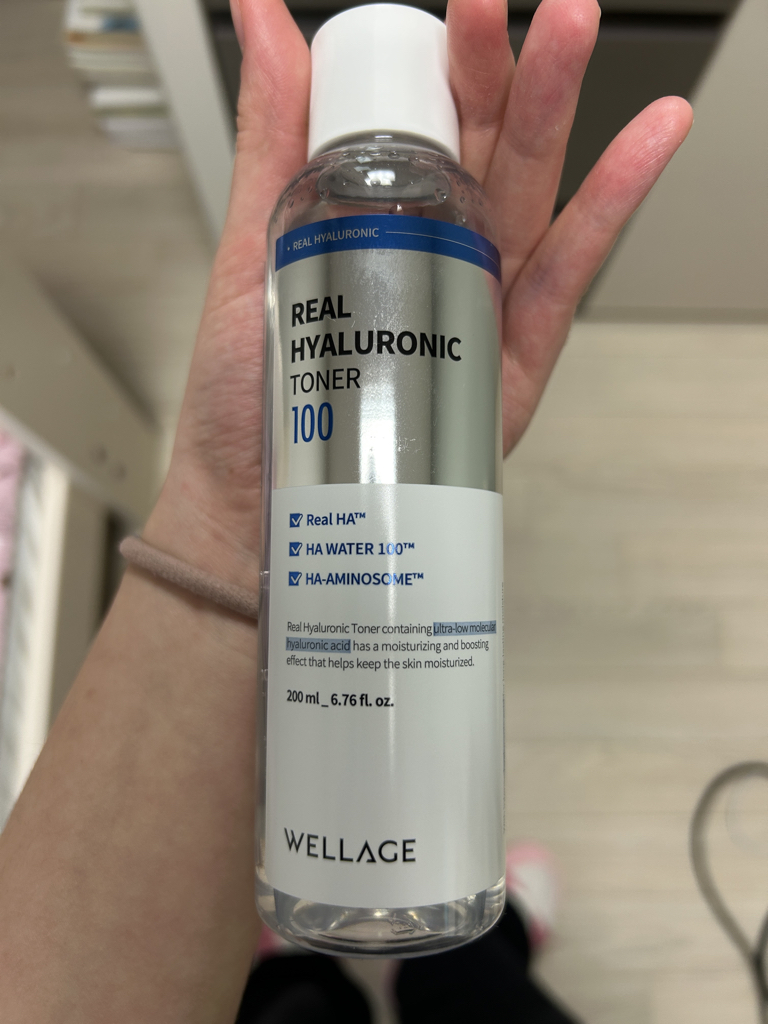 • REAL HYALURONIC
REAL
HYALURONIC
TONER
100
Real HA™
HA WATER 100™
HA-AMINOSOME™
Real Hyaluronic Toner containing ultra-low molecular
hyaluronic acid has a moisturizing and boosting
effect that helps keep the skin moisturized.
200 ml _ 6.76 fl. oz.
WELLAGE